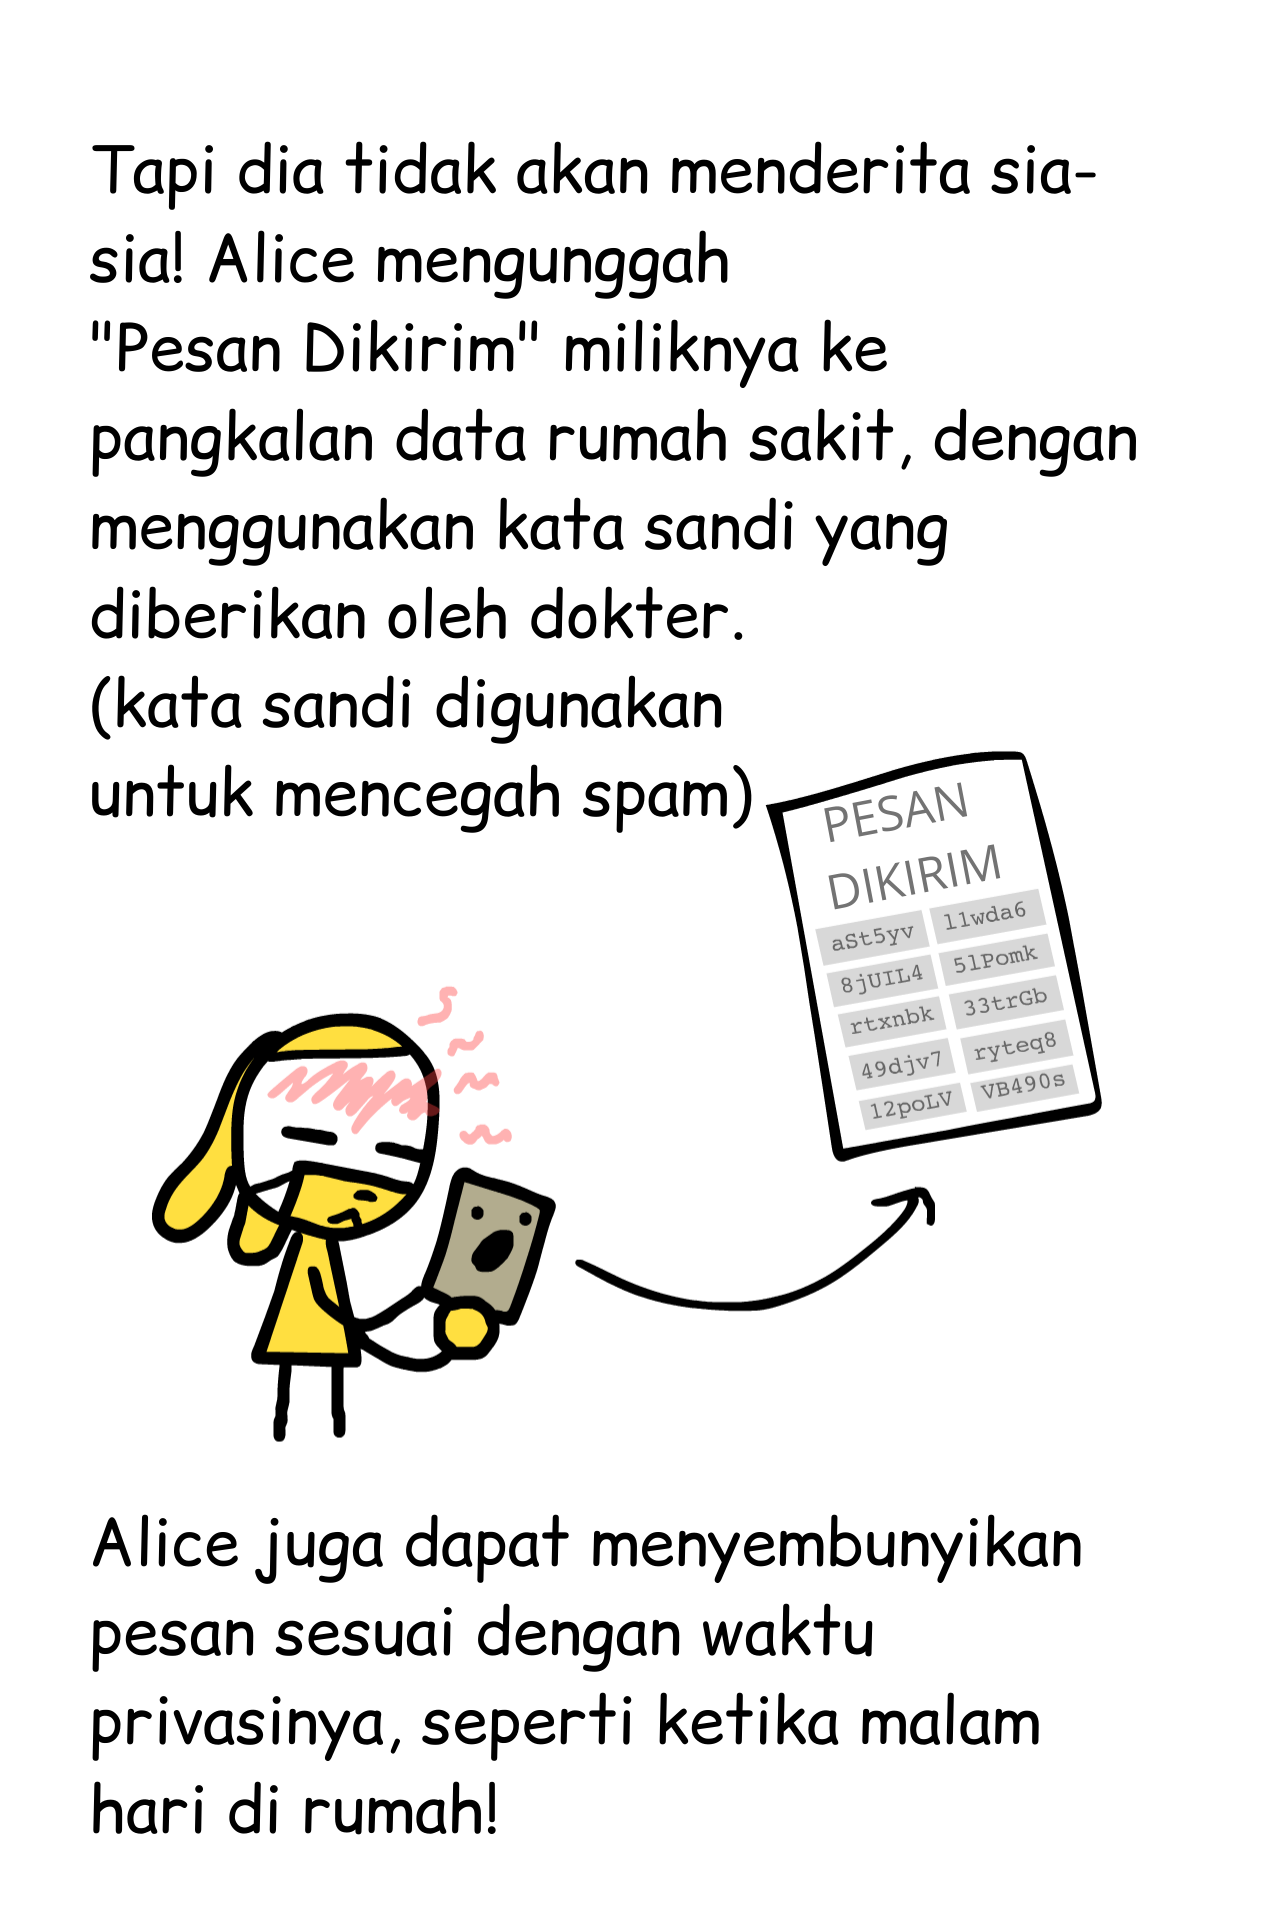 Tapi dia tidak akan menderita sia-
sia! Alice mengunggah
"Pesan Dikirim" miliknya ke
pangkalan data rumah sakit, dengan
menggunakan kata sandi yang
diberikan oleh dokter.
(kata sandi digunakan
untuk mencegah spam)
PESAN
DIKIRIM
aSt5yv l1wda6
8jUIL4 5lPomk
rtxnbk 33trGb
49djv7 ryteq8
12poLV VB490s
Alice juga dapat menyembunyikan
pesan sesuai dengan waktu
privasinya, seperti ketika malam
hari di rumah!